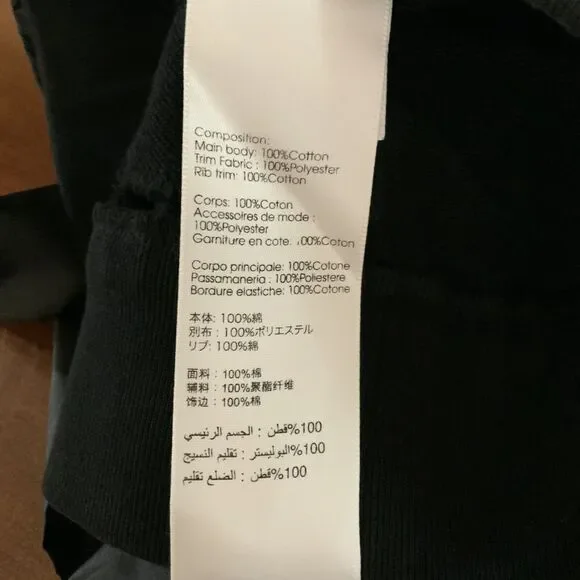 Composition:
Main body: 100%Cotton
Trim Fabric : 100%Polyester
Rib trim: 100%Cotton
Corps: 100%Coton
Accessoires de mode :
100%Polyester
Garniture en cote: 100%Coton
Corpo principale: 100%Cotone
Passamaneria : 100%Poliestere
Bordure elastiche: 100%Cotone
本体: 100%綿
別布 : 100%ポリエステル
リブ : 100%綿
面料 : 100%棉
辅料 : 100%聚酯纤维
饰边 : 100%棉
100%قطن : الجسم الرئيسي
100%البوليستر : تقليم النسيج
100%قطن : الضلع تقليم